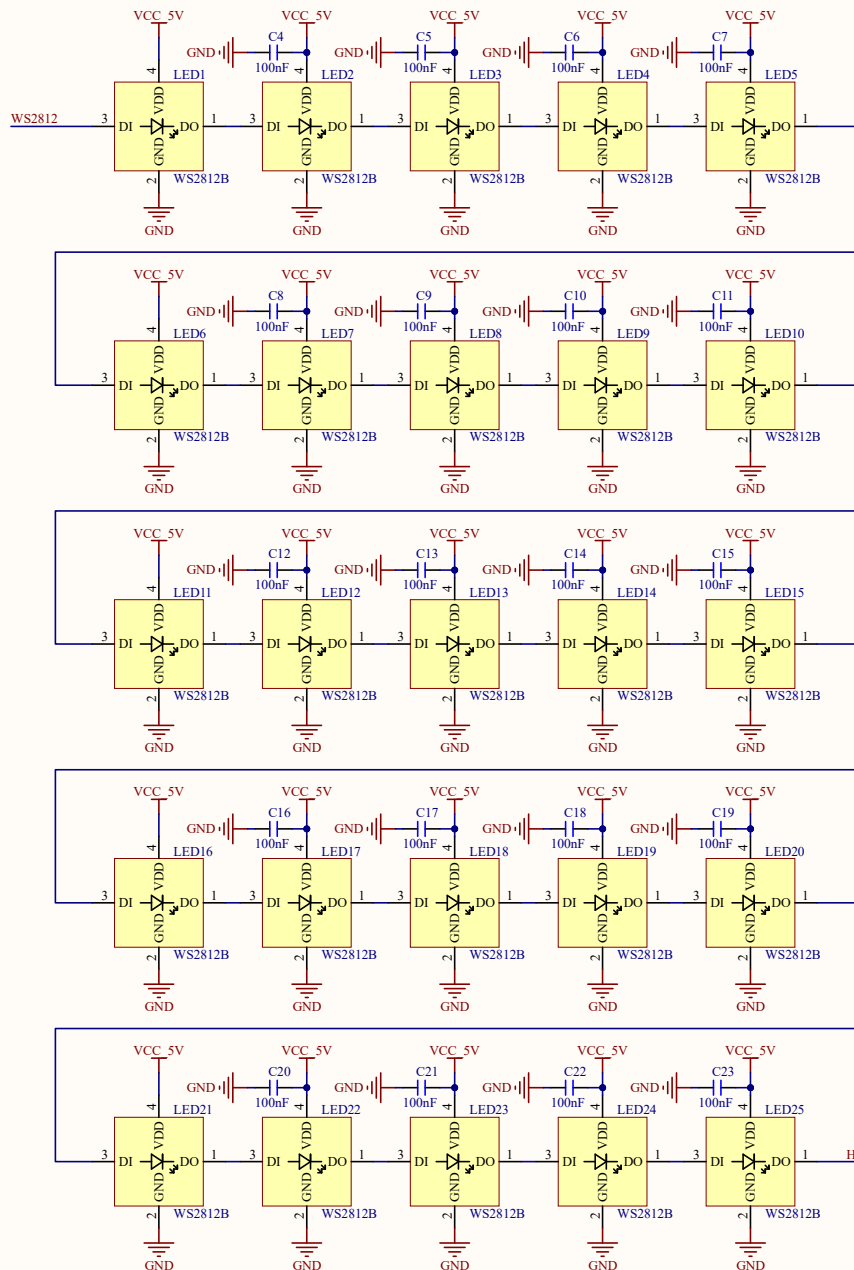 VCC_5V VCC_5V VCC_5V VCC_5V VCC_5V
GND C4 GND C5 GND C6 GND C7
100nF 100nF 100nF 100nF
4 LED1 4 LED2 4 LED3 4 LED4 4 LED5
WS2812 3 DI VDD GND DO 1 3 DI VDD GND DO 1 3 DI VDD GND DO 1 3 DI VDD GND DO 1 3 DI VDD GND DO 1
2 WS2812B 2 WS2812B 2 WS2812B 2 WS2812B 2 WS2812B
GND GND GND GND GND
VCC_5V VCC_5V VCC_5V VCC_5V VCC_5V
GND C8 GND C9 GND C10 GND C11
100nF 100nF 100nF 100nF
4 LED6 4 LED7 4 LED8 4 LED9 4 LED10
3 DI VDD GND DO 1 3 DI VDD GND DO 1 3 DI VDD GND DO 1 3 DI VDD GND DO 1 3 DI VDD GND DO 1
2 WS2812B 2 WS2812B 2 WS2812B 2 WS2812B 2 WS2812B
GND GND GND GND GND
VCC_5V VCC_5V VCC_5V VCC_5V VCC_5V
GND C12 GND C13 GND C14 GND C15
100nF 100nF 100nF 100nF
4 LED11 4 LED12 4 LED13 4 LED14 4 LED15
3 DI VDD GND DO 1 3 DI VDD GND DO 1 3 DI VDD GND DO 1 3 DI VDD GND DO 1 3 DI VDD GND DO 1
2 WS2812B 2 WS2812B 2 WS2812B 2 WS2812B 2 WS2812B
GND GND GND GND GND
VCC_5V VCC_5V VCC_5V VCC_5V VCC_5V
GND C16 GND C17 GND C18 GND C19
100nF 100nF 100nF 100nF
4 LED16 4 LED17 4 LED18 4 LED19 4 LED20
3 DI VDD GND DO 1 3 DI VDD GND DO 1 3 DI VDD GND DO 1 3 DI VDD GND DO 1 3 DI VDD GND DO 1
2 WS2812B 2 WS2812B 2 WS2812B 2 WS2812B 2 WS2812B
GND GND GND GND GND
VCC_5V VCC_5V VCC_5V VCC_5V VCC_5V
GND C20 GND C21 GND C22 GND C23
100nF 100nF 100nF 100nF
4 LED21 4 LED22 4 LED23 4 LED24 4 LED25
3 DI VDD GND DO 1 3 DI VDD GND DO 1 3 DI VDD GND DO 1 3 DI VDD GND DO 1 3 DI VDD GND DO 1 H
2 WS2812B 2 WS2812B 2 WS2812B 2 WS2812B 2 WS2812B
GND GND GND GND GND